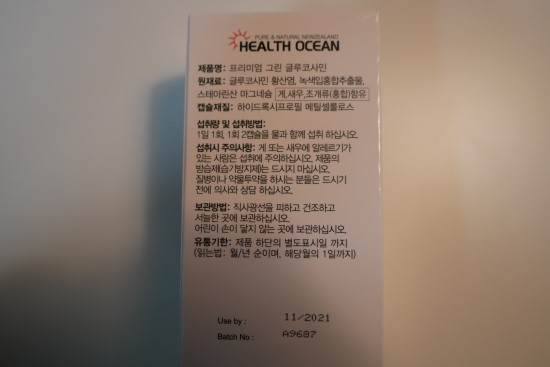 PURE & NATURAL NEWZEALAND
HEALTH OCEAN
제품명: 프리미엄 그린 글루코사민
원재료: 글루코사민 황산염, 녹색입홍합추출물,
스테아린산 마그네슘 게,새우,조개류(홍합)함유
캡슐재질: 하이드록시프로필 메틸셀룰로스
섭취량 및 섭취방법:
1일 1회, 1회 2캡슐을 물과 함께 섭취 하십시오.
섭취시 주의사항: 게 또는 새우에 알레르기가
있는 사람은 섭취에 주의하십시오. 제품의
방습제(습기방지제)는 드시지 마십시오.
질병이나 약물투약을 하시는 분들은 드시기
전에 의사와 상담 하십시오.
보관방법: 직사광선을 피하고 건조하고
서늘한 곳에 보관하십시오.
어린이 손이 닿지 않는 곳에 보관하십시오.
유통기한: 제품 하단의 별도표시일 까지
(읽는법: 월/년 순이며, 해당월의 1일까지)
Use by : 11/2021
Batch No : A9687